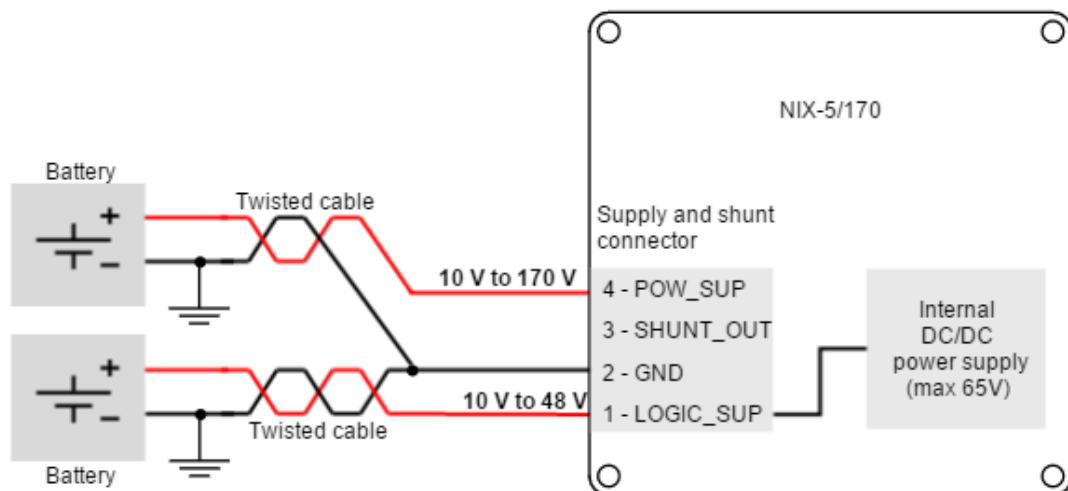 NIX-5/170
Battery
+
–
Twisted cable
Supply and shunt
connector
10 V to 170 V
4 - POW_SUP
3 - SHUNT_OUT
2 - GND
1 - LOGIC_SUP
Internal
DC/DC
power supply
(max 65V)
+
–
10 V to 48 V
Twisted cable
Battery